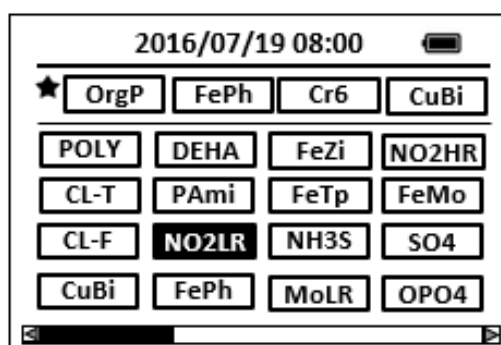 2016/07/19 08:00
OrgP FePh Cr6 CuBi
POLY DEHA FeZi NO2HR
CL-T PAmi FeTp FeMo
CL-F NO2LR NH3S SO4
CuBi FePh MoLR OPO4